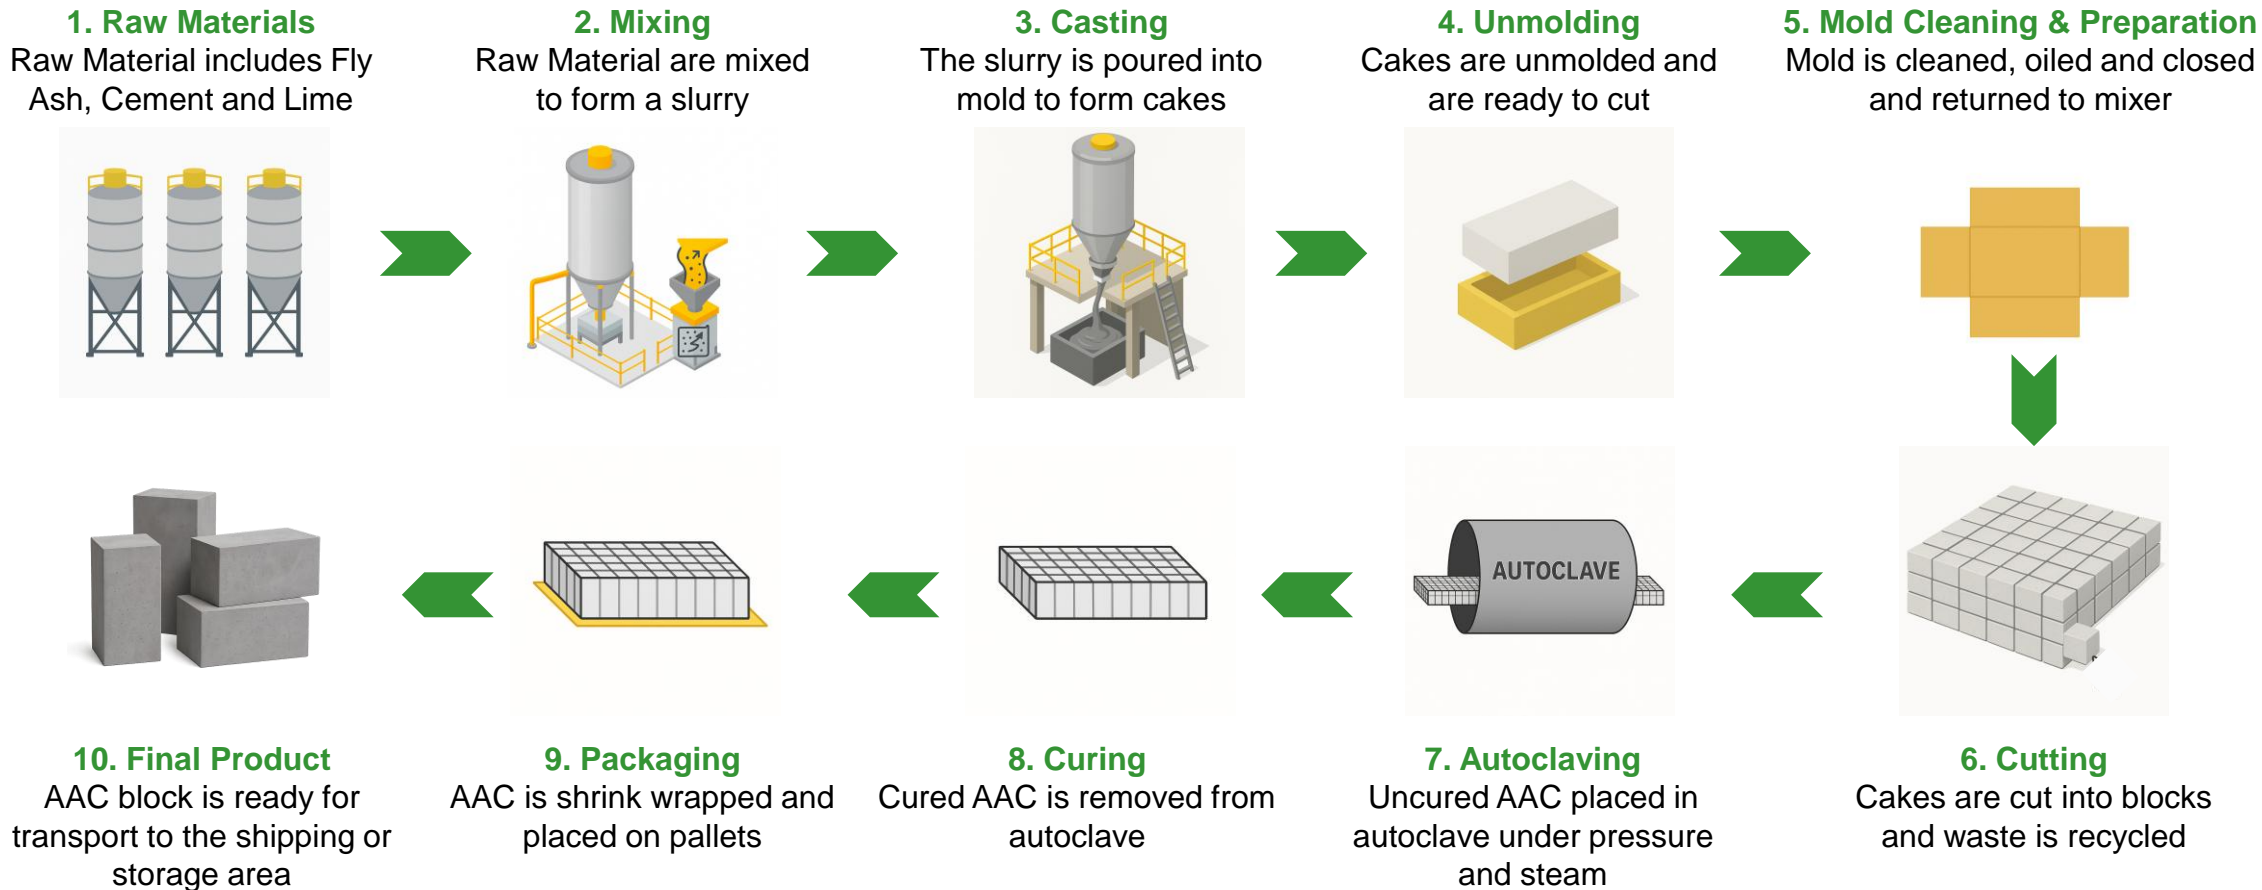 1. Raw Materials
Raw Material includes Fly
Ash, Cement and Lime
2. Mixing
Raw Material are mixed
to form a slurry
3. Casting
The slurry is poured into
mold to form cakes
4. Unmolding
Cakes are unmolded and
are ready to cut
5. Mold Cleaning & Preparation
Mold is cleaned, oiled and closed
and returned to mixer
AUTOCLAVE
10. Final Product
AAC block is ready for
transport to the shipping or
storage area
9. Packaging
AAC is shrink wrapped and
placed on pallets
8. Curing
Cured AAC is removed from
autoclave
7. Autoclaving
Uncured AAC placed in
autoclave under pressure
and steam
6. Cutting
Cakes are cut into blocks
and waste is recycled